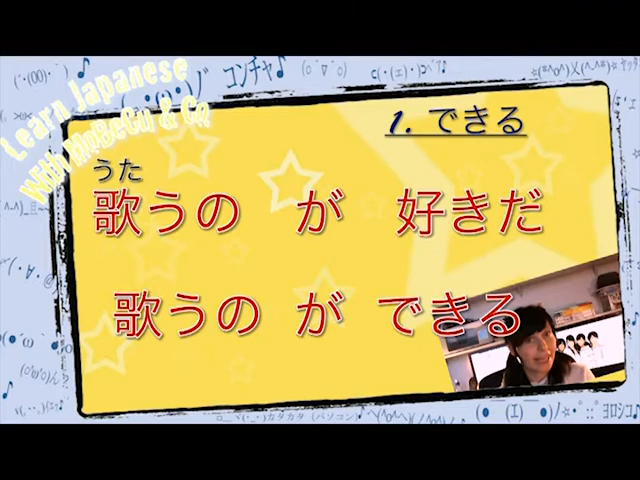 Learn Japanese
With HoBeCu & Co
コンチャ♪
1. できる
うた
歌うの が 好きだ
歌うの が できる
カタカタ (パソコン)
ヨロシコ♪